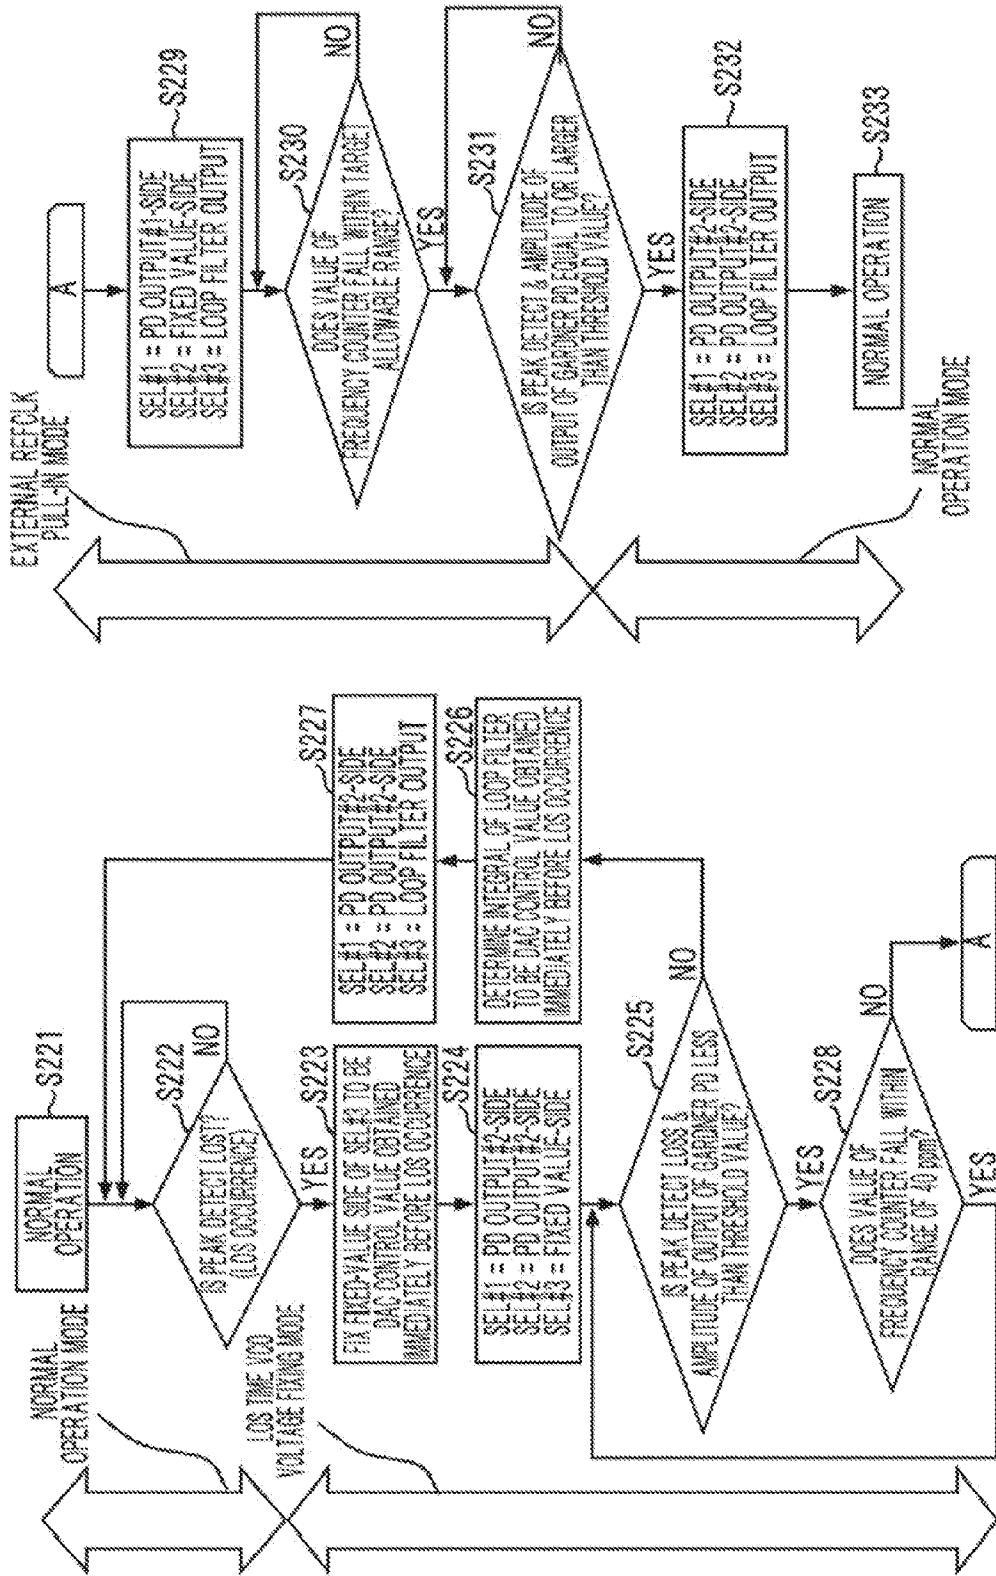 NORMAL
OPERATION MODE
LOS TIME VCO
VOLTAGE FIXING MODE
NORMAL
OPERATION
S221
IS PEAK DETECT LOST?
(LOS OCCURRENCE)
S222
NO
YES
S223
FIX FIXED-VALUE SIDE OF SEL#3 TO BE
DAC CONTROL VALUE OBTAINED
IMMEDIATELY BEFORE LOS OCCURRENCE
S224
SEL#1 = PD OUTPUT#2-SIDE
SEL#2 = PD OUTPUT#2-SIDE
SEL#3 = FIXED VALUE-SIDE
S225
IS PEAK DETECT LOSS &
AMPLITUDE OF OUTPUT OF GARDNER PD LESS
THAN THRESHOLD VALUE?
NO
YES
S226
DETERMINE INTEGRAL OF LOOP FILTER
TO BE DAC CONTROL VALUE OBTAINED
IMMEDIATELY BEFORE LOS OCCURRENCE
S227
SEL#1 = PD OUTPUT#2-SIDE
SEL#2 = PD OUTPUT#2-SIDE
SEL#3 = LOOP FILTER OUTPUT
S228
DOES VALUE OF
FREQUENCY COUNTER FALL WITHIN
RANGE OF 40 ppm?
NO
YES
A
EXTERNAL REFCLK
PULL-IN MODE
NORMAL
OPERATION MODE
A
S229
SEL#1 = PD OUTPUT#1-SIDE
SEL#2 = FIXED VALUE-SIDE
SEL#3 = LOOP FILTER OUTPUT
S230
DOES VALUE OF
FREQUENCY COUNTER FALL WITHIN TARGET
ALLOWABLE RANGE?
NO
YES
S231
IS PEAK DETECT & AMPLITUDE OF
OUTPUT OF GARDNER PD EQUAL TO OR LARGER
THAN THRESHOLD VALUE?
NO
YES
S232
SEL#1 = PD OUTPUT#2-SIDE
SEL#2 = PD OUTPUT#2-SIDE
SEL#3 = LOOP FILTER OUTPUT
S233
NORMAL OPERATION